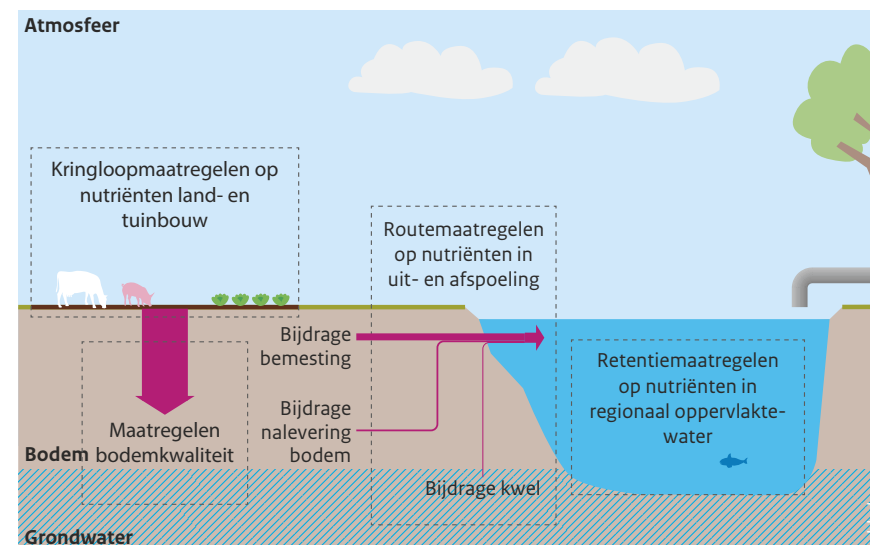 Atmosfeer
Kringloopmaatregelen op
nutriënten land- en
tuinbouw
Routemaatregelen
op nutriënten in
uit- en afspoeling
Bijdrage
bemesting
Retentiemaatregelen
op nutriënten in
regionaal oppervlakte-
water
Bijdrage
nalevering
bodem
Maatregelen
bodemkwaliteit
Bodem
Bijdrage kwel
Grondwater